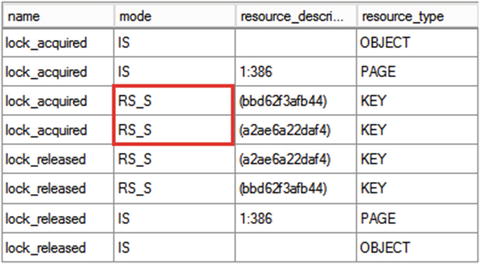 name mode resource_descri... resource_type
lock_acquired IS OBJECT
lock_acquired IS 1:386 PAGE
lock_acquired RS_S (bbd62f3afb44) KEY
lock_acquired RS_S (a2ae6a22daf4) KEY
lock_released RS_S (a2ae6a22daf4) KEY
lock_released RS_S (bbd62f3afb44) KEY
lock_released IS 1:386 PAGE
lock_released IS OBJECT